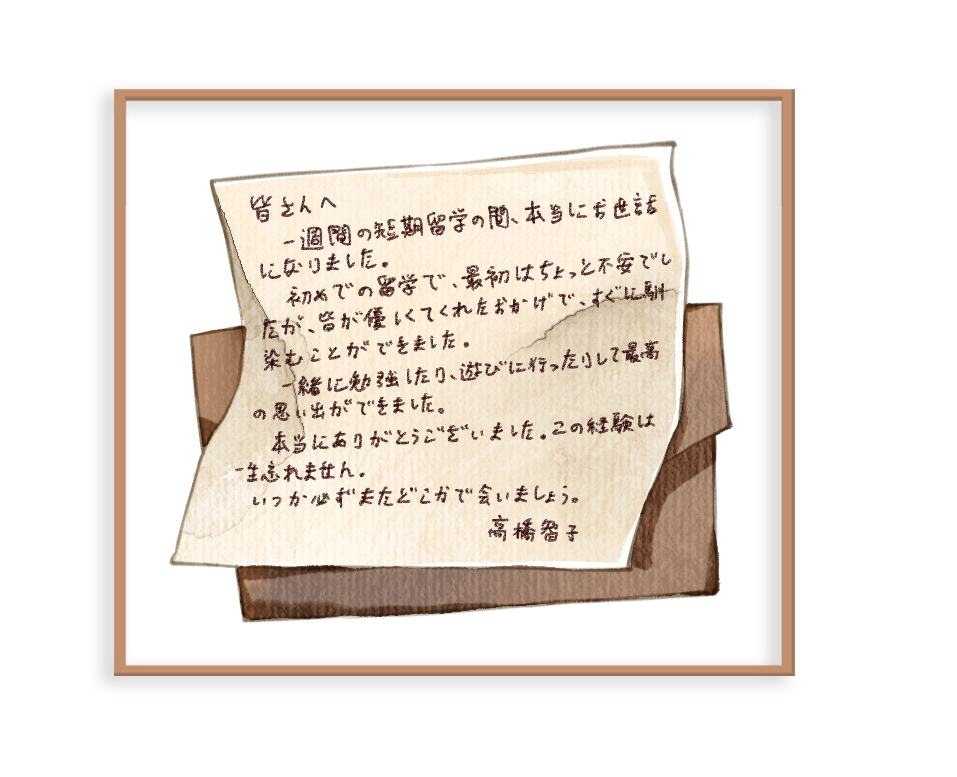 皆さんへ
一週間の短期留学の間、本当にお世話
になりました。
初めての留学で、最初はちょっと不安でし
たが、皆が優しくてくれたおかげで、すぐに馴
染むことができました。
一緒に勉強したり、遊びに行ったりして最高
の思い出ができました。
本当にありがとうございました。この経験は
一生忘れません。
いつか必ずまたどこかで会いましょう。
高橋智子